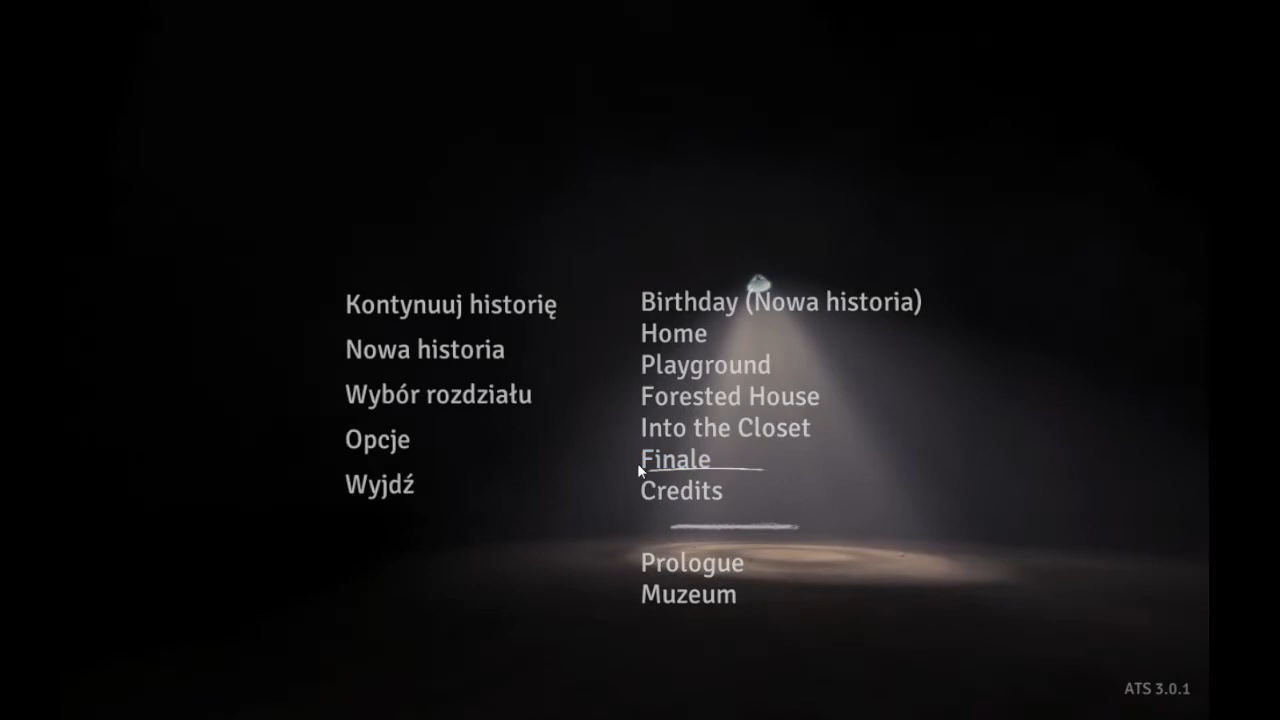 Kontynuuj historię
Nowa historia
Wybór rozdziału
Opcje
Wyjdź
Birthday (Nowa historia)
Home
Playground
Forested House
Into the Closet
Finale
Credits
Prologue
Muzeum
ATS 3.0.1